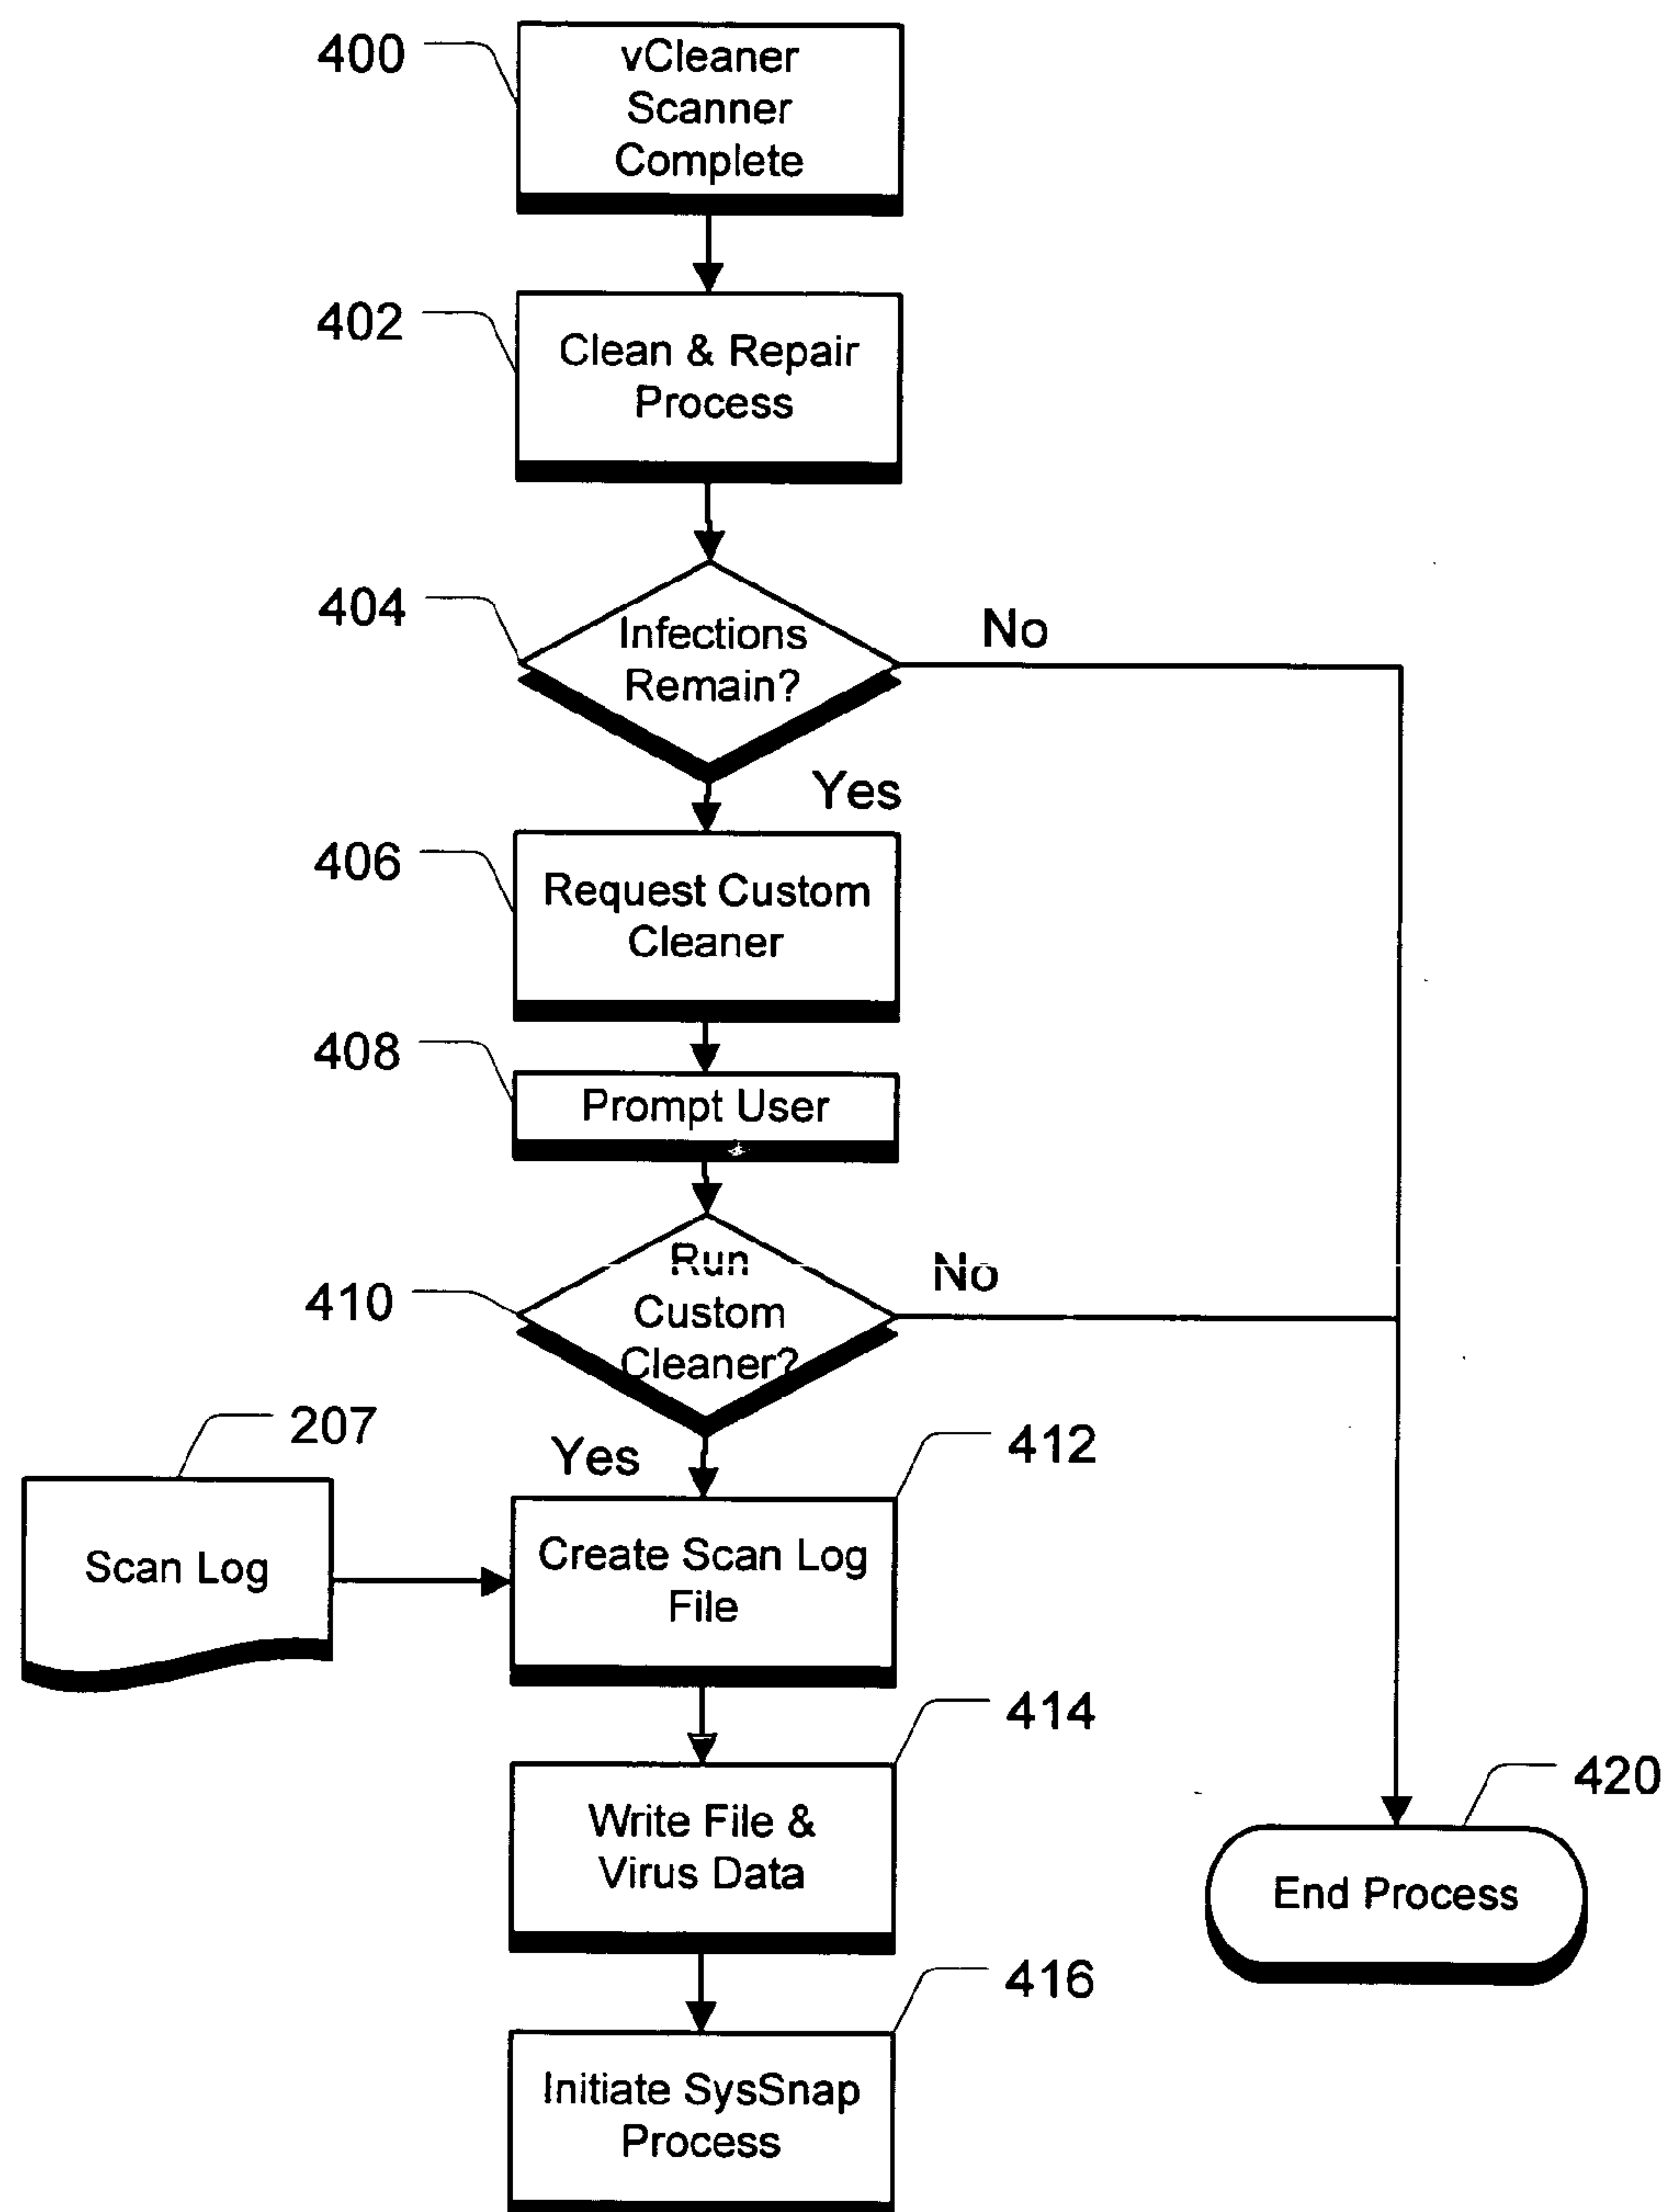 400
vCleaner
Scanner
Complete
402
Clean & Repair
Process
404
Infections
Remain?
No
Yes
406
Request Custom
Cleaner
408
Prompt User
410
Run
Custom
Cleaner?
No
207
Yes
412
Scan Log
Create Scan Log
File
414
Write File &
Virus Data
420
End Process
416
Initiate SysSnap
Process